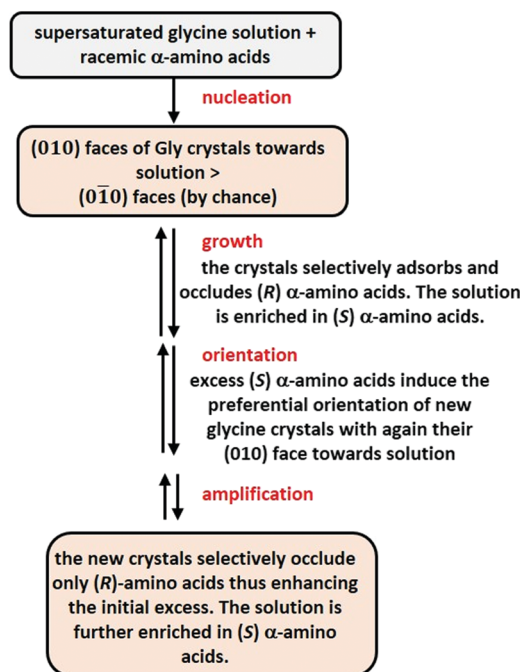 supersaturated glycine solution +
racemic α-amino acids
nucleation
(010) faces of Gly crystals towards
solution >
(01̅0) faces (by chance)
growth
the crystals selectively adsorbs and
occludes (R) α-amino acids. The solution
is enriched in (S) α-amino acids.
orientation
excess (S) α-amino acids induce the
preferential orientation of new
glycine crystals with again their
(010) face towards solution
amplification
the new crystals selectively occlude
only (R)-amino acids thus enhancing
the initial excess. The solution is
further enriched in (S) α-amino
acids.